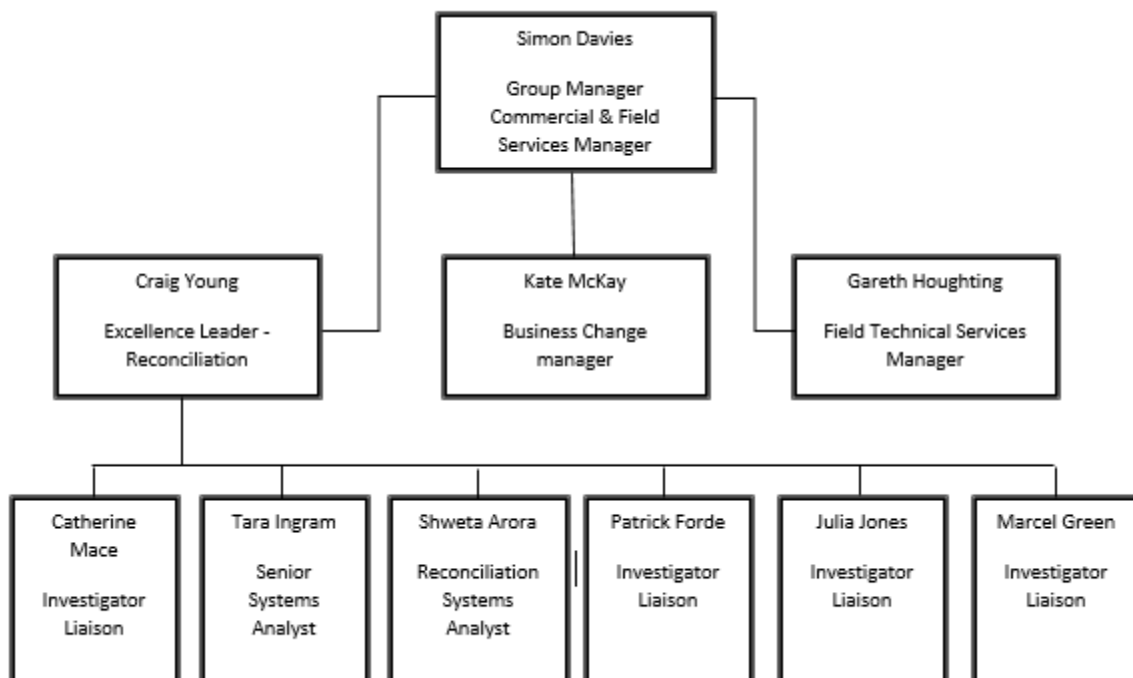 Simon Davies
Group Manager
Commercial & Field
Services Manager
Craig Young
Excellence Leader -
Reconciliation
Kate McKay
Business Change
manager
Gareth Houghting
Field Technical Services
Manager
Catherine
Mace
Investigator
Liaison
Tara Ingram
Senior
Systems
Analyst
Shweta Arora
Reconciliation
Systems
Analyst
Patrick Forde
Investigator
Liaison
Julia Jones
Investigator
Liaison
Marcel Green
Investigator
Liaison